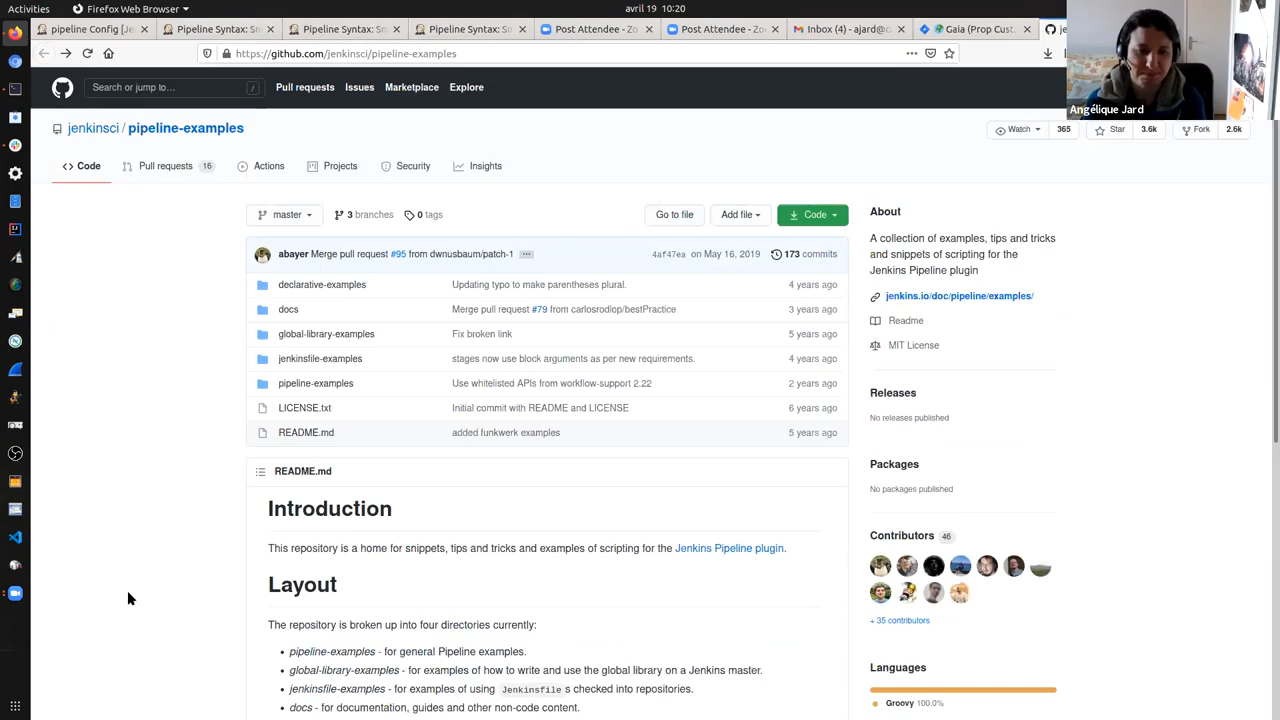 Activities
Firefox Web Browser
avril 19 10:20
pipeline Config [Je
Pipeline Syntax: Sn
Pipeline Syntax: Sn
Pipeline Syntax: Sn
Post Attendee - Zo
Post Attendee - Zo
Inbox (4) - ajard@c
Gaia (Prop Cust
je
https://github.com/jenkinsci/pipeline-examples
Angélique Jard
Search or jump to…
/
Pull requests
Issues
Marketplace
Explore
jenkinsci / pipeline-examples
Watch 365
Star 3.6k
Fork 2.6k
Code
Pull requests 16
Actions
Projects
Security
Insights
master
3 branches
0 tags
Go to file
Add file
Code
abayer Merge pull request #95 from dwnusbaum/patch-1 4af47ea on May 16, 2019 173 commits
declarative-examples Updating typo to make parentheses plural. 4 years ago
docs Merge pull request #79 from carlosrodlop/bestPractice 3 years ago
global-library-examples Fix broken link 5 years ago
jenkinsfile-examples stages now use block arguments as per new requirements. 4 years ago
pipeline-examples Use whitelisted APIs from workflow-support 2.22 2 years ago
LICENSE.txt Initial commit with README and LICENSE 6 years ago
README.md added funkwerk examples 5 years ago
README.md
Introduction
This repository is a home for snippets, tips and tricks and examples of scripting for the Jenkins Pipeline plugin.
Layout
The repository is broken up into four directories currently:
• pipeline-examples - for general Pipeline examples.
• global-library-examples - for examples of how to write and use the global library on a Jenkins master.
• jenkinsfile-examples - for examples of using Jenkinsfile s checked into repositories.
• docs - for documentation, guides and other non-code content.
About
A collection of examples, tips and tricks
and snippets of scripting for the
Jenkins Pipeline plugin
jenkins.io/doc/pipeline/examples/
Readme
MIT License
Releases
No releases published
Packages
No packages published
Contributors 46
+ 35 contributors
Languages
Groovy 100.0%